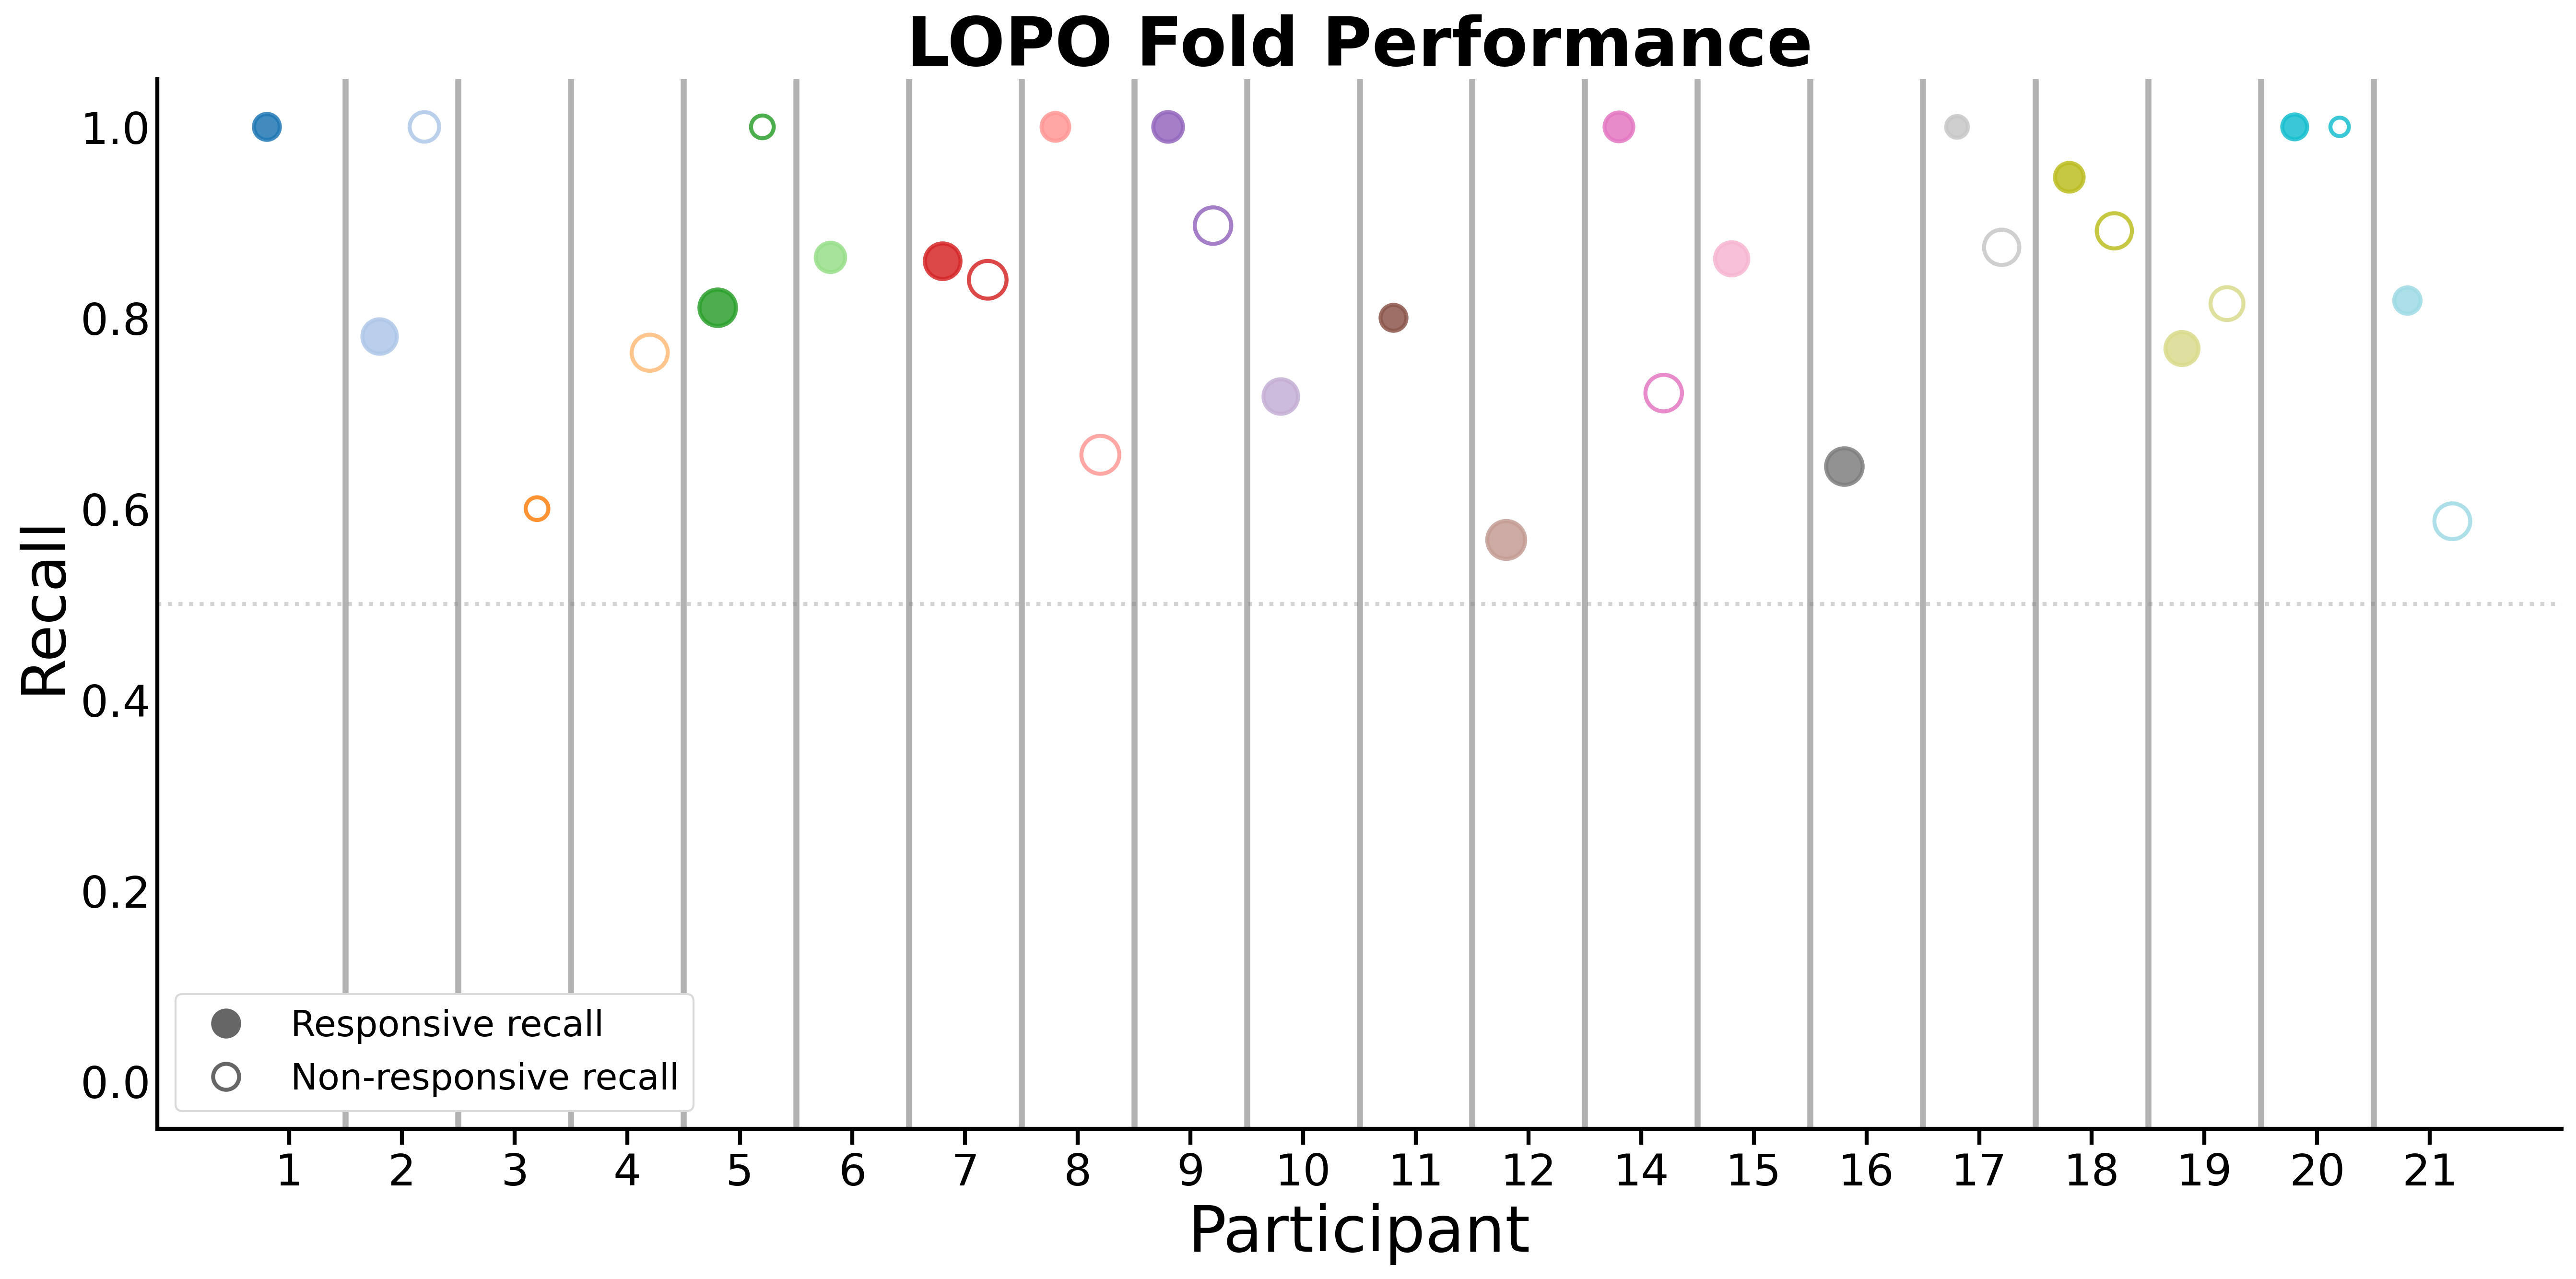 LOPO Fold Performance
Recall
1.0
0.8
0.6
0.4
0.2
0.0
Responsive recall
Non-responsive recall
1 2 3 4 5 6 7 8 9 10 11 12 14 15 16 17 18 19 20 21
Participant